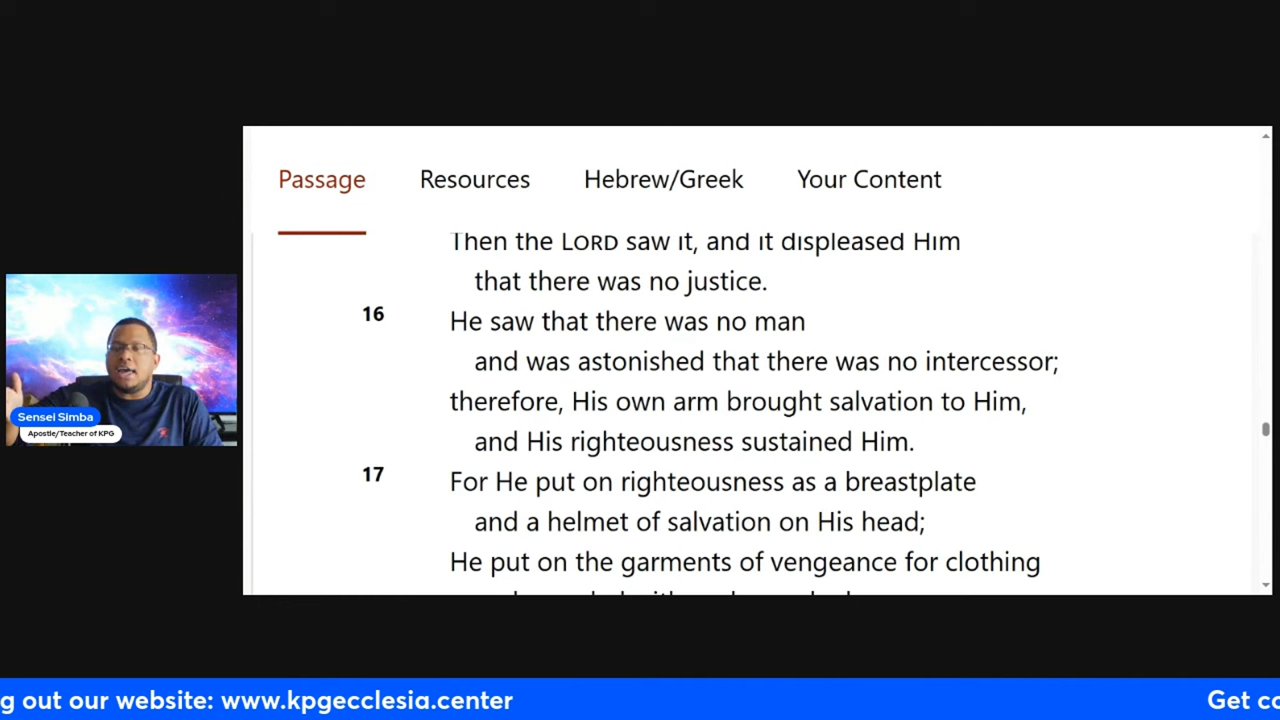 Passage Resources Hebrew/Greek Your Content
Then the LORD saw it, and it displeased Him
that there was no justice.
16 He saw that there was no man
and was astonished that there was no intercessor;
therefore, His own arm brought salvation to Him,
and His righteousness sustained Him.
17 For He put on righteousness as a breastplate
and a helmet of salvation on His head;
He put on the garments of vengeance for clothing
Sensei Simba
Apostle/Teacher of KPG
g out our website: www.kpgecclesia.center
Get co